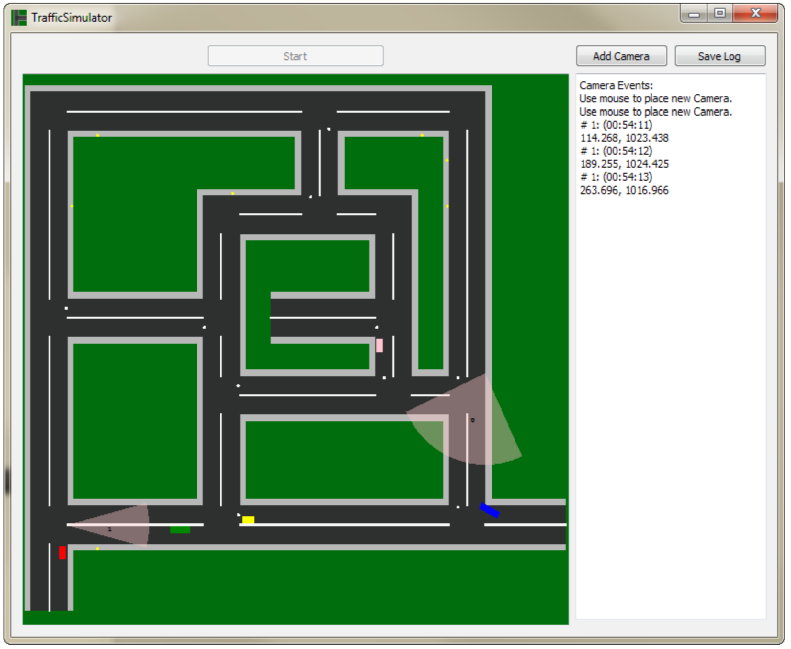 TrafficSimulator
Start
Add Camera
Save Log
Camera Events:
Use mouse to place new Camera.
Use mouse to place new Camera.
# 1: (00:54:11)
114.268, 1023.438
# 1: (00:54:12)
189.255, 1024.425
# 1: (00:54:13)
263.696, 1016.966
0
1